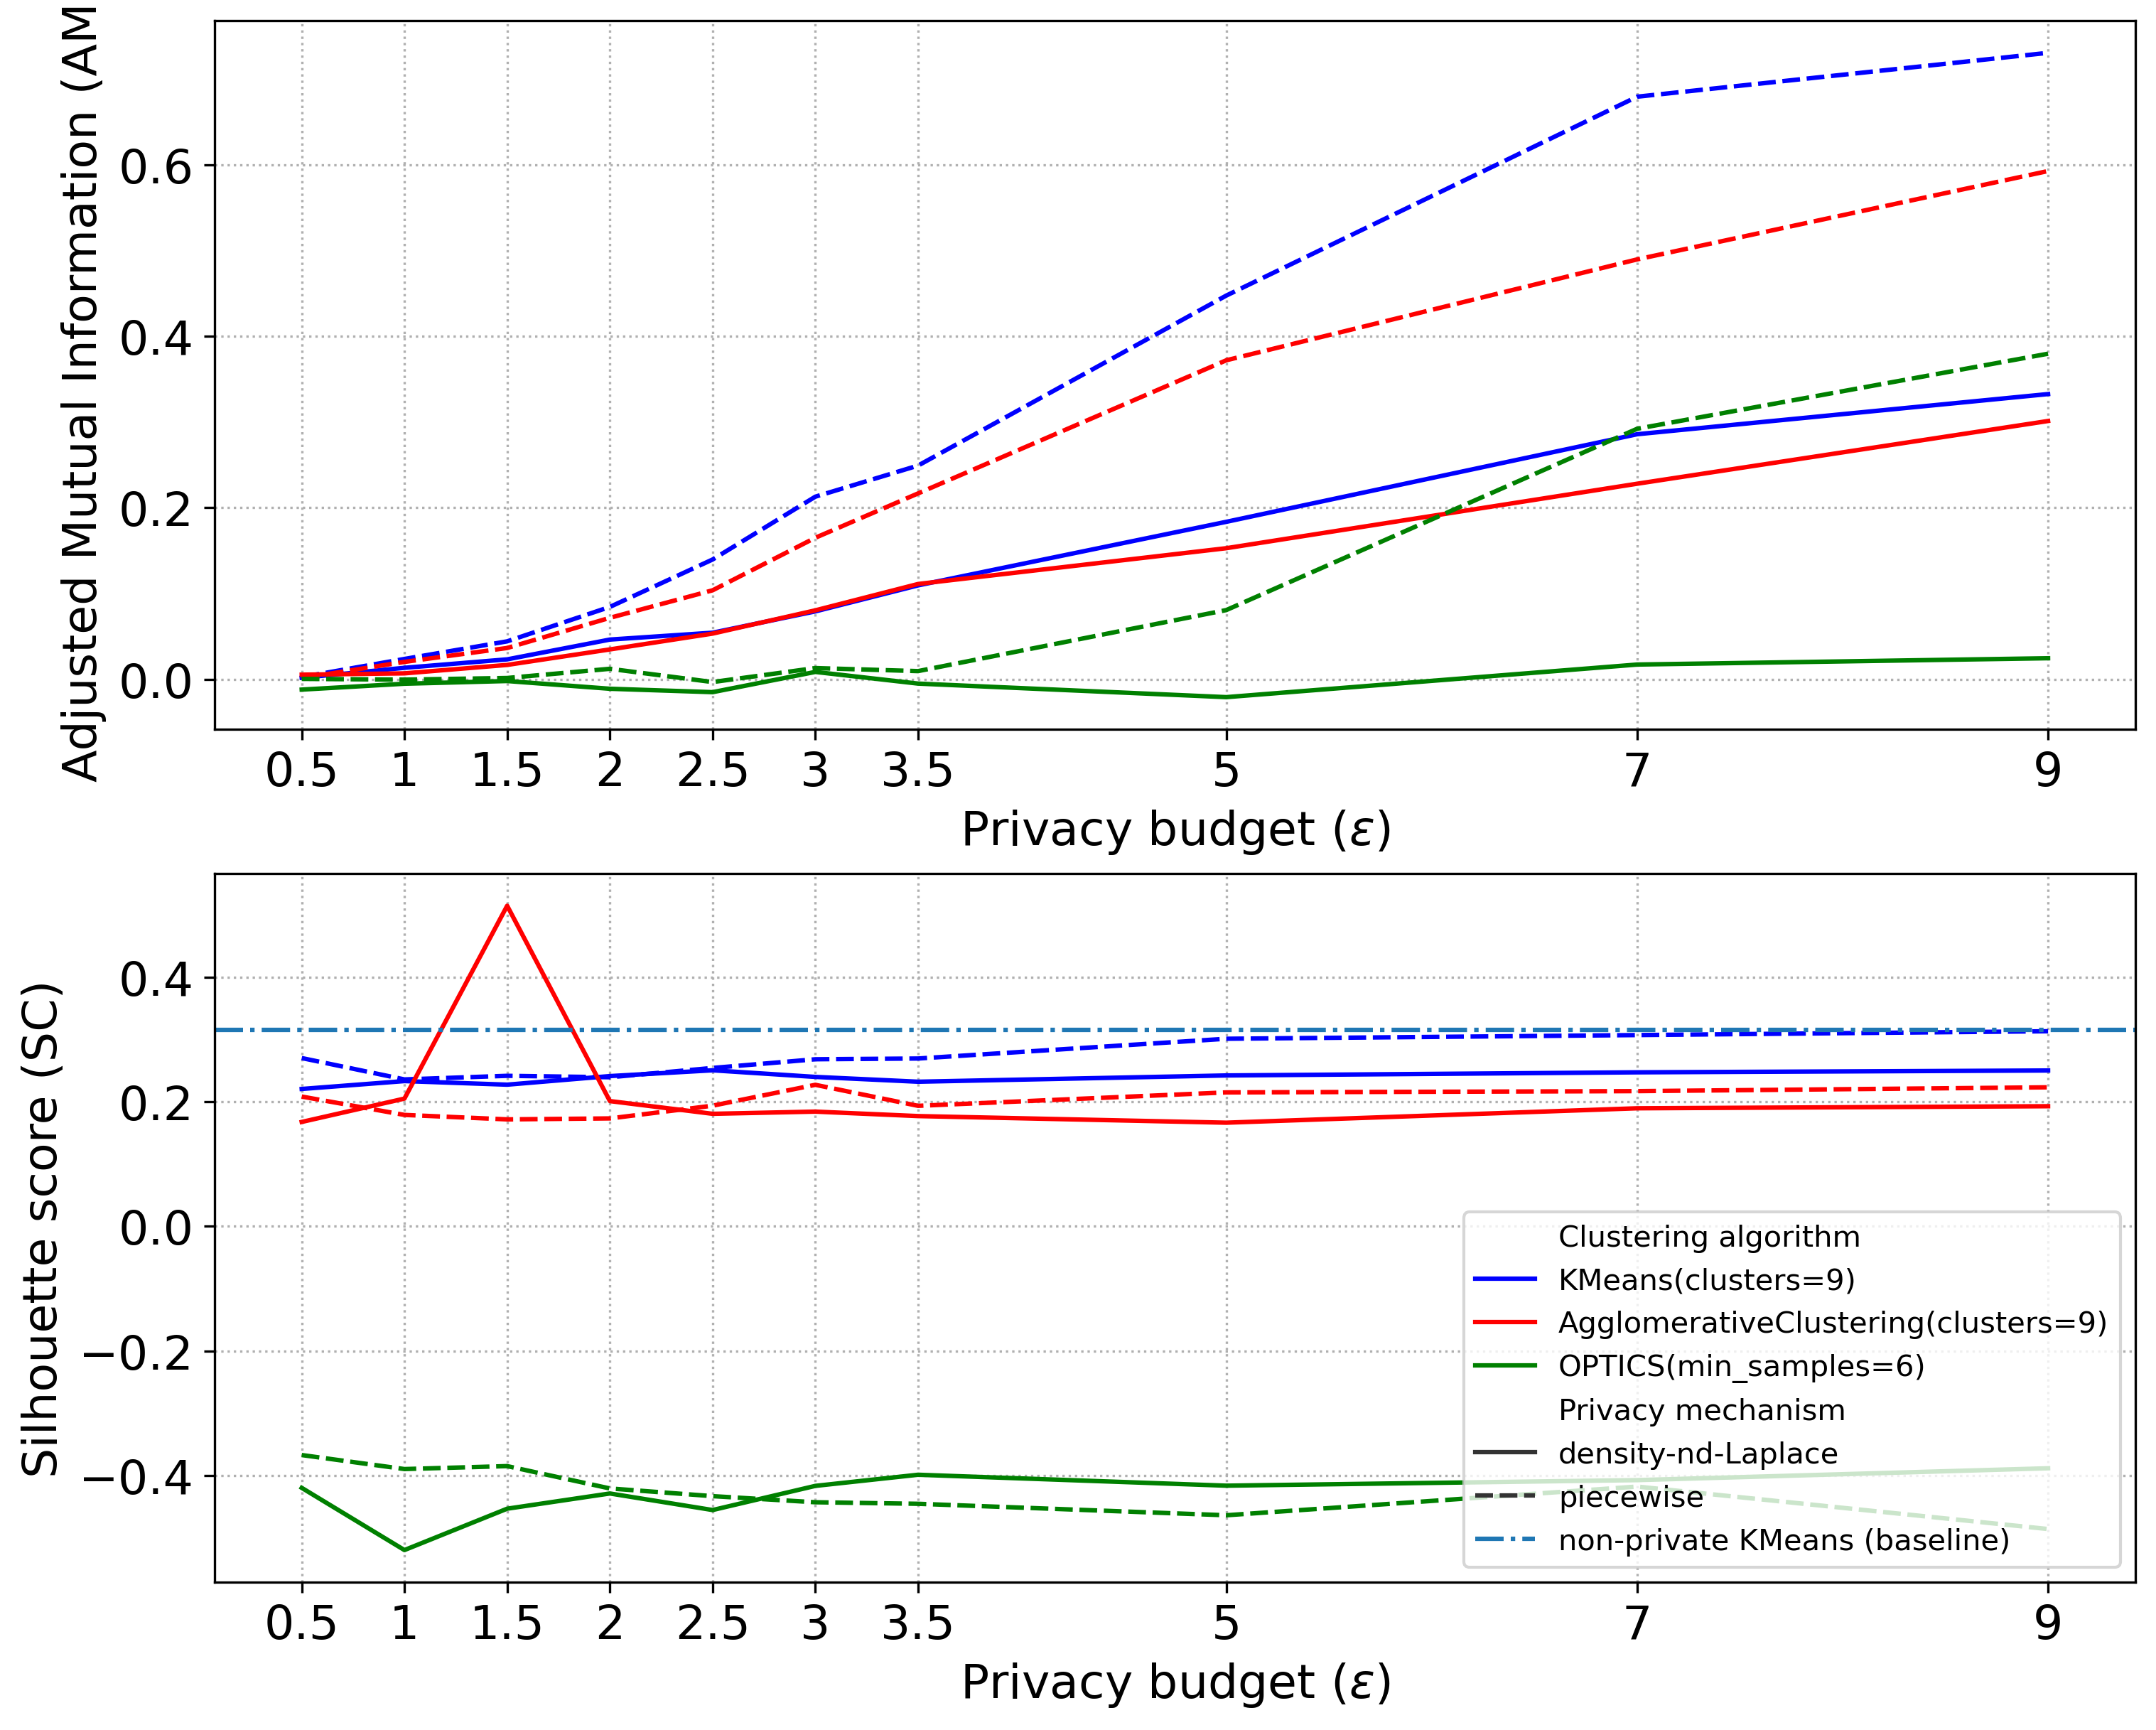 Adjusted Mutual Information (AM
0.6
0.4
0.2
0.0
0.5 1 1.5 2 2.5 3 3.5 5 7 9
Privacy budget (ε)
Silhouette score (SC)
0.4
0.2
0.0
−0.2
−0.4
Clustering algorithm
KMeans(clusters=9)
AgglomerativeClustering(clusters=9)
OPTICS(min_samples=6)
Privacy mechanism
density-nd-Laplace
piecewise
non-private KMeans (baseline)
0.5 1 1.5 2 2.5 3 3.5 5 7 9
Privacy budget (ε)